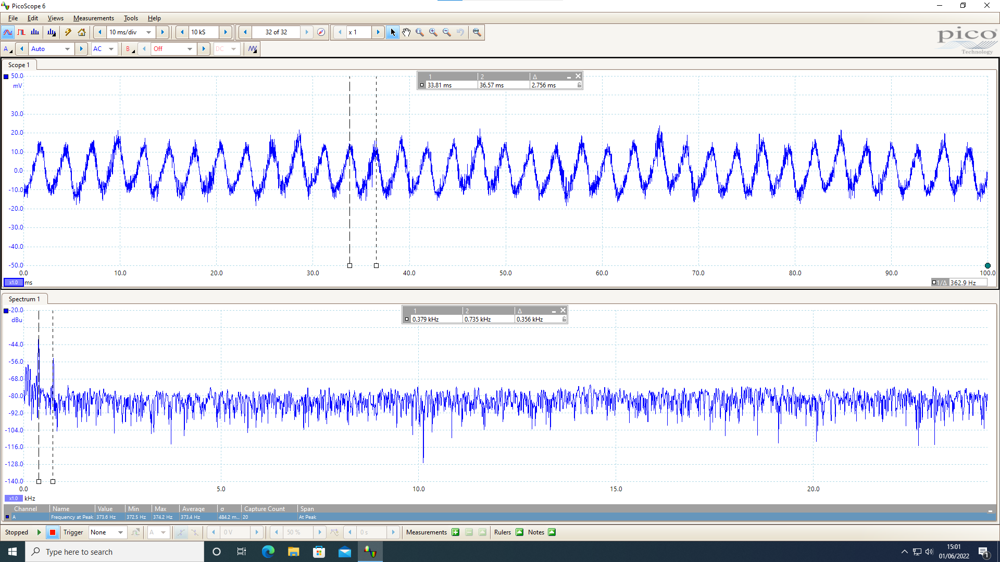 PicoScope 6
File Edit Views Measurements Tools Help
10 ms/div 10 kS 32 of 32 x 1
pico
Technology
A Auto AC B Off DC
Scope 1
1 2 Δ
33.81 ms 36.57 ms 2.756 ms
50.0
mV
30.0
20.0
10.0
0.0
-10.0
-20.0
-30.0
-40.0
-50.0
0.0 10.0 20.0 30.0 40.0 50.0 60.0 70.0 80.0 90.0 100.0
x1.0 ms
1/Δ 362.9 Hz
Spectrum 1
1 2 Δ
0.379 kHz 0.735 kHz 0.356 kHz
-20.0
dBu
-44.0
-56.0
-68.0
-80.0
-92.0
-104.0
-116.0
-128.0
-140.0
0.0 5.0 10.0 15.0 20.0
x1.0 kHz
Channel Name Value Min Max Average σ Capture Count Span
A Frequency at Peak 373.6 Hz 372.5 Hz 374.2 Hz 373.4 Hz 484.2 m... 20 At Peak
Stopped Trigger None A 0 V 50 % 0 s Measurements Rulers Notes
Type here to search
15:01
01/06/2022
1